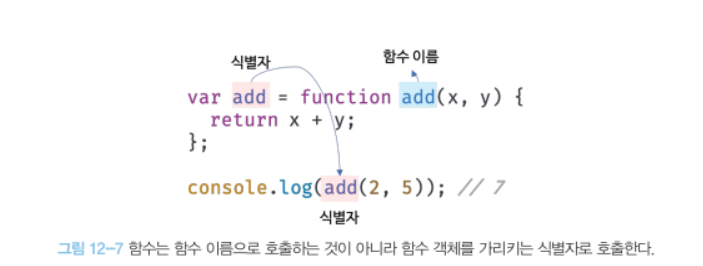 식별자
함수 이름
var add = function add(x, y) {
return x + y;
};
console.log(add(2, 5)); // 7
식별자
그림 12-7 함수는 함수 이름으로 호출하는 것이 아니라 함수 객체를 가리키는 식별자로 호출한다.